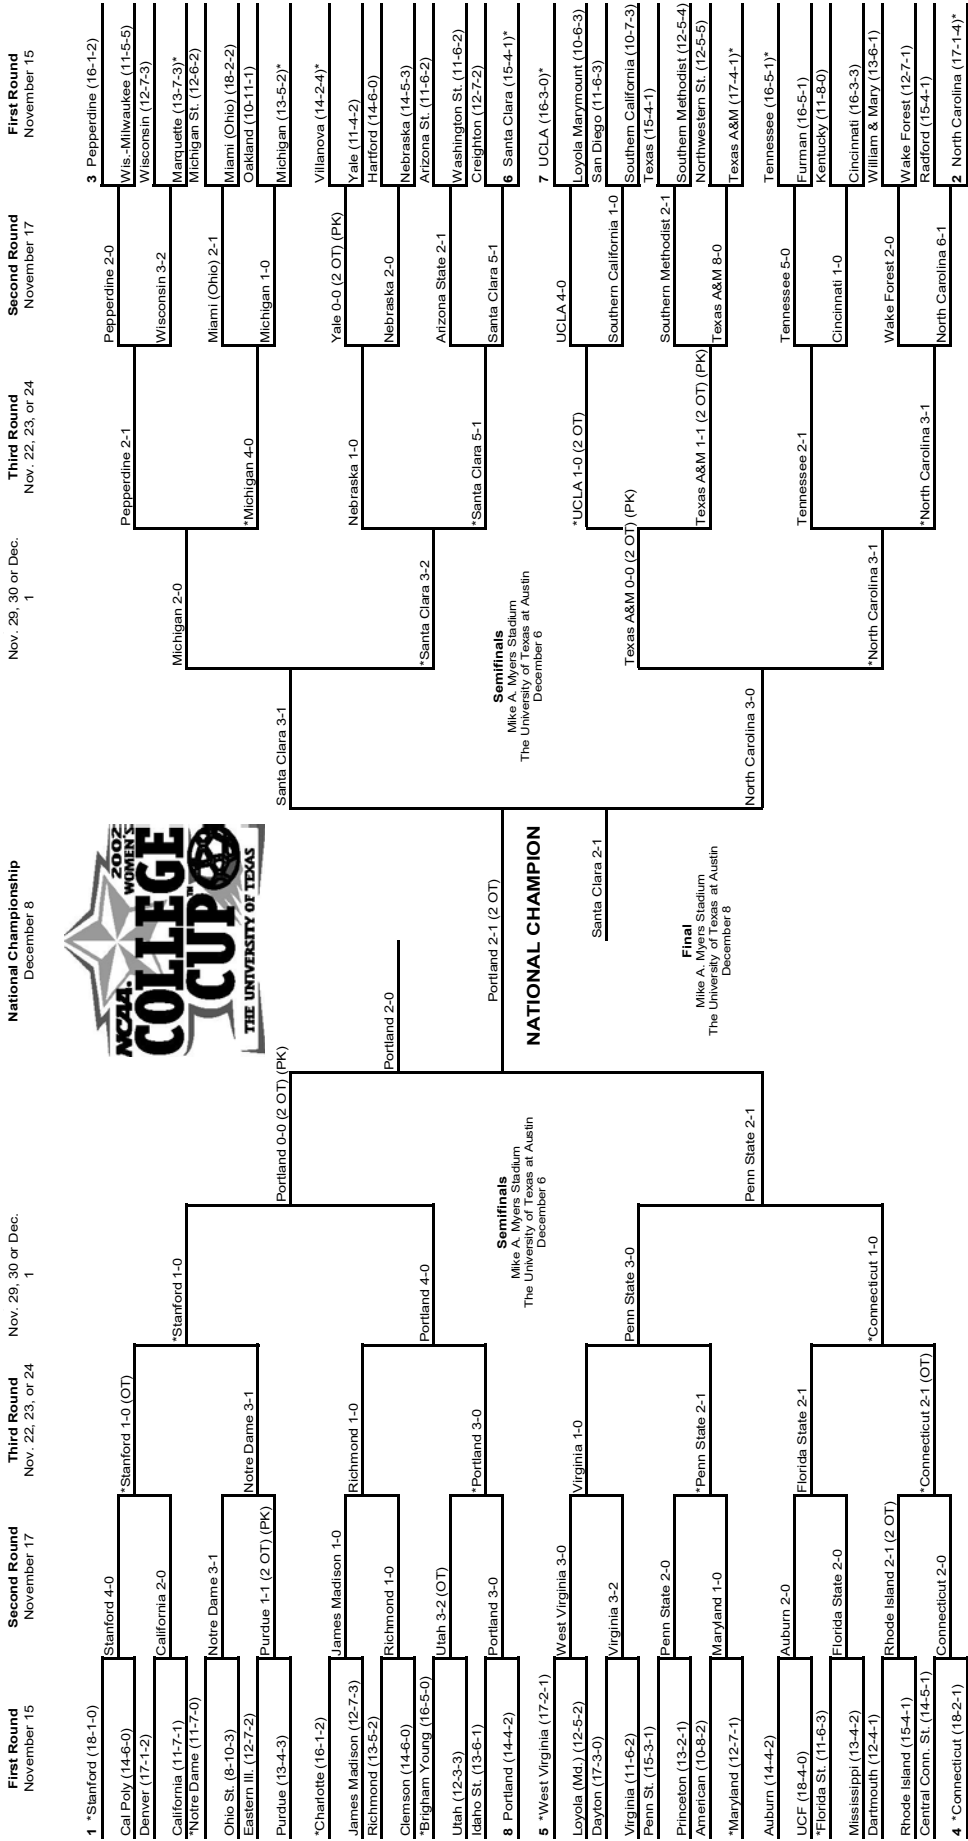 First Round
November 15
Second Round
November 17
Third Round
Nov. 22, 23, or 24
Nov. 29, 30 or Dec.
1
National Championship
December 8
Nov. 29, 30 or Dec.
1
Third Round
Nov. 22, 23, or 24
Second Round
November 17
First Round
November 15
1 *Stanford (18-1-0)
Cal Poly (14-6-0)
Denver (17-1-2)
California (11-7-1)
*Notre Dame (11-7-0)
Ohio St. (8-10-3)
Eastern Ill. (12-7-2)
Purdue (13-4-3)
*Charlotte (16-1-2)
James Madison (12-7-3)
Richmond (13-5-2)
Clemson (14-6-0)
*Brigham Young (16-5-0)
Utah (12-3-3)
Idaho St. (13-6-1)
8 Portland (14-4-2)
5 *West Virginia (17-2-1)
Loyola (Md.) (12-5-2)
Dayton (17-3-0)
Virginia (11-6-2)
Penn St. (15-3-1)
Princeton (13-2-1)
American (10-8-2)
*Maryland (12-7-1)
Auburn (14-4-2)
UCF (18-4-0)
*Florida St. (11-6-3)
Mississippi (13-4-2)
Dartmouth (12-4-1)
Rhode Island (15-4-1)
Central Conn. St. (14-5-1)
4 *Connecticut (18-2-1)
Stanford 4-0
California 2-0
Notre Dame 3-1
Purdue 1-1 (2 OT) (PK)
James Madison 1-0
Richmond 1-0
Utah 3-2 (OT)
Portland 3-0
West Virginia 3-0
Virginia 3-2
Penn State 2-0
Maryland 1-0
Auburn 2-0
Florida State 2-0
Rhode Island 2-1 (2 OT)
Connecticut 2-0
*Stanford 1-0 (OT)
Notre Dame 3-1
Richmond 1-0
*Portland 3-0
Virginia 1-0
*Penn State 2-1
Florida State 2-1
*Connecticut 2-1 (OT)
*Stanford 1-0
Portland 4-0
Penn State 3-0
*Connecticut 1-0
Semifinals
Mike A. Myers Stadium
The University of Texas at Austin
December 6
Portland 0-0 (2 OT) (PK)
Penn State 2-1
Portland 2-0
NCAA.
2002
WOMEN'S
COLLEGE
CUP™
THE UNIVERSITY OF TEXAS
Portland 2-1 (2 OT)
NATIONAL CHAMPION
Santa Clara 2-1
Final
Mike A. Myers Stadium
The University of Texas at Austin
December 8
Santa Clara 3-1
North Carolina 3-0
Semifinals
Mike A. Myers Stadium
The University of Texas at Austin
December 6
Michigan 2-0
*Santa Clara 3-2
Texas A&M 0-0 (2 OT) (PK)
*North Carolina 3-1
Pepperdine 2-1
*Michigan 4-0
Nebraska 1-0
*Santa Clara 5-1
*UCLA 1-0 (2 OT)
Texas A&M 1-1 (2 OT) (PK)
Tennessee 2-1
*North Carolina 3-1
Pepperdine 2-0
Wisconsin 3-2
Miami (Ohio) 2-1
Michigan 1-0
Yale 0-0 (2 OT) (PK)
Nebraska 2-0
Arizona State 2-1
Santa Clara 5-1
UCLA 4-0
Southern California 1-0
Southern Methodist 2-1
Texas A&M 8-0
Tennessee 5-0
Cincinnati 1-0
Wake Forest 2-0
North Carolina 6-1
3 Pepperdine (16-1-2)
Wis.-Milwaukee (11-5-5)
Wisconsin (12-7-3)
Marquette (13-7-3)*
Michigan St. (12-6-2)
Miami (Ohio) (18-2-2)
Oakland (10-11-1)
Michigan (13-5-2)*
Villanova (14-2-4)*
Yale (11-4-2)
Hartford (14-6-0)
Nebraska (14-5-3)
Arizona St. (11-6-2)
Washington St. (11-6-2)
Creighton (12-7-2)
6 Santa Clara (15-4-1)*
7 UCLA (16-3-0)*
Loyola Marymount (10-6-3)
San Diego (11-6-3)
Southern California (10-7-3)
Texas (15-4-1)
Southern Methodist (12-5-4)
Northwestern St. (12-5-5)
Texas A&M (17-4-1)*
Tennessee (16-5-1)*
Furman (16-5-1)
Kentucky (11-8-0)
Cincinnati (16-3-3)
William & Mary (13-6-1)
Wake Forest (12-7-1)
Radford (15-4-1)
2 North Carolina (17-1-4)*